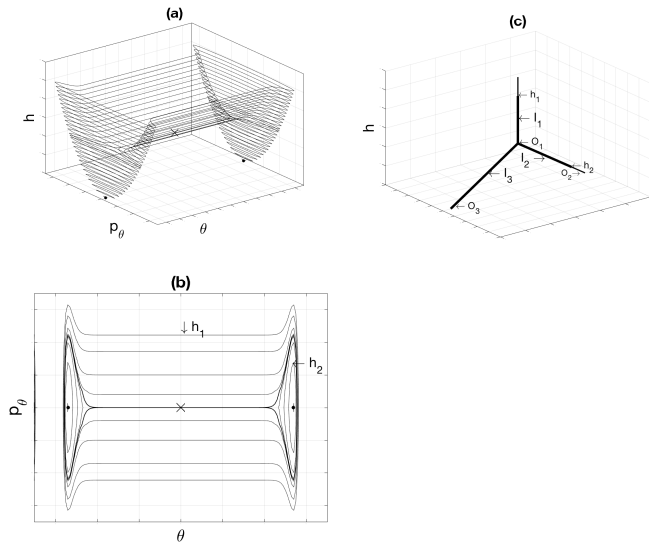 (a)
h
p_θ
θ
(c)
h
← h_1
← I_1
← O_1
I_2 →
← h_2
O_2 →
← I_3
← O_3
(b)
↓ h_1
← h_2
p_θ
θ